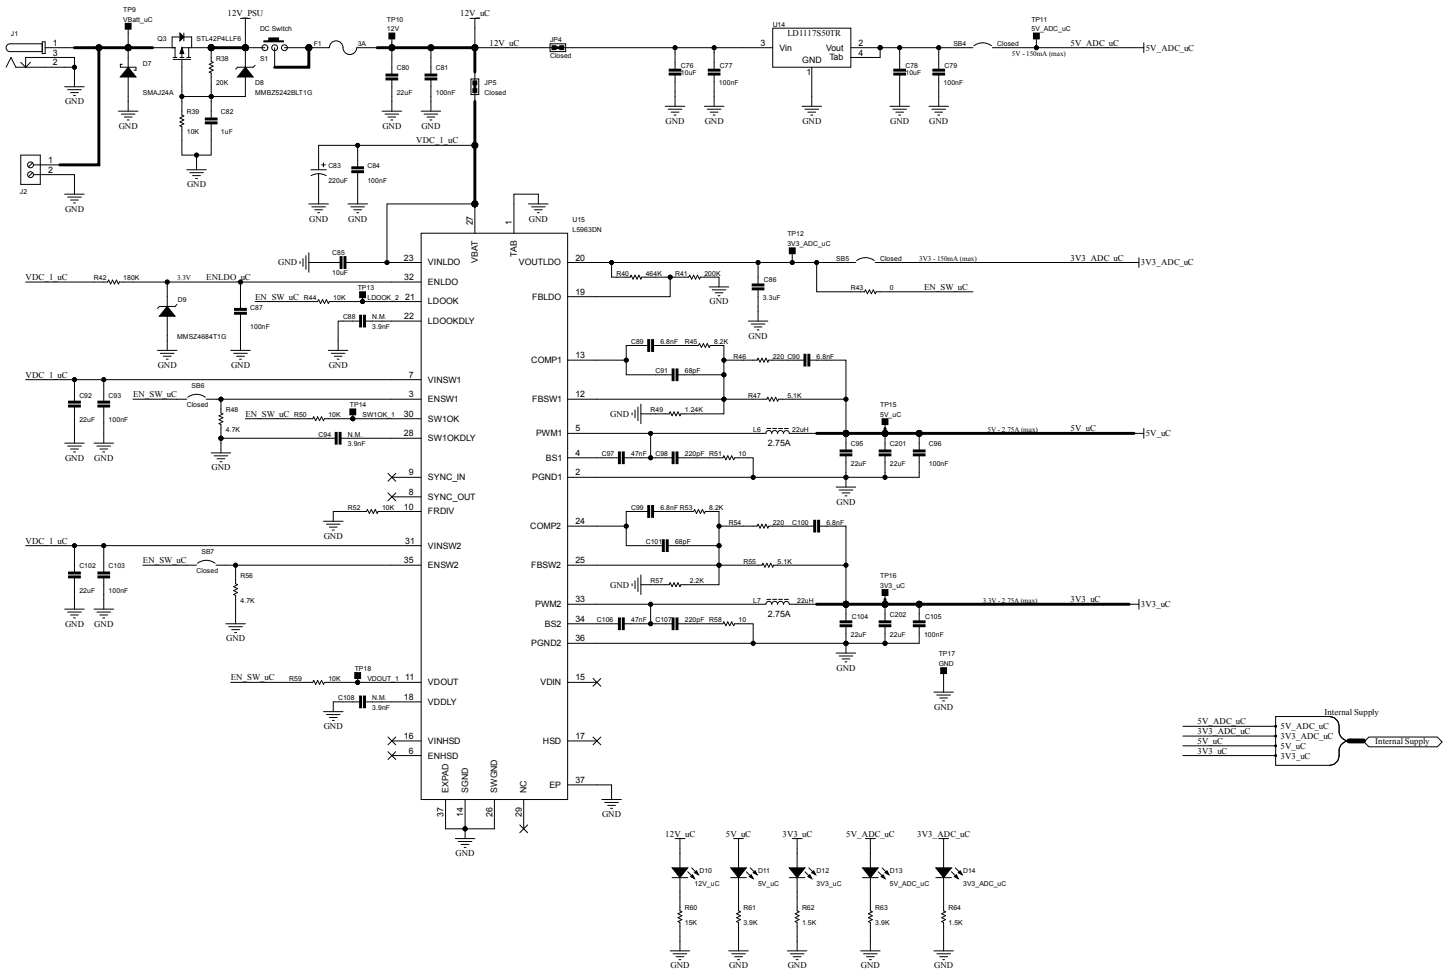 J1
1
3
2
GND
TP9
VBatt_uC
D7
SMAJ24A
GND
Q3
STL42P4LLF6
12V_PSU
R38
20K
D8
MMBZ5242BLT1G
R39
10K
C82
1uF
GND
DC Switch
S1
F1
3A
TP10
12V
C80
22uF
GND
C81
100nF
GND
12V_uC
12V_uC
JP4
Closed
JP5
Closed
C76
10uF
GND
C77
100nF
GND
U14
LD1117S50TR
3
Vin
Vout
2
Tab
4
GND
1
GND
C78
10uF
GND
C79
100nF
GND
SB4
Closed
TP11
5V_ADC_uC
5V - 150mA (max)
5V_ADC_uC
5V_ADC_uC
J2
1
2
GND
VDC_1_uC
C83
+
220uF
GND
C84
100nF
GND
27
VBAT
1
TAB
GND
U15
L5963DN
GND
C85
10uF
23
VINLDO
VDC_1_uC
R42
180K
3.3V
ENLDO_uC
32
ENLDO
D9
MMSZ4684T1G
GND
C87
100nF
GND
EN_SW_uC
R44
10K
TP13
LDOOK_2
21
LDOOK
C88
N.M.
3.9nF
GND
22
LDOOKDLY
VDC_1_uC
7
VINSW1
C92
22uF
C93
100nF
GND
EN_SW_uC
SB6
Closed
3
ENSW1
R48
4.7K
GND
EN_SW_uC
R50
10K
TP14
SW1OK_1
30
SW1OK
C94
N.M.
3.9nF
28
SW1OKDLY
9
SYNC_IN
8
SYNC_OUT
R52
10K
10
FRDIV
GND
VDC_1_uC
31
VINSW2
C102
22uF
C103
100nF
GND
EN_SW_uC
SB7
Closed
35
ENSW2
R56
4.7K
GND
EN_SW_uC
R59
10K
TP18
VDOUT_1
11
VDOUT
C108
N.M.
3.9nF
GND
18
VDDLY
16
VINHSD
6
ENHSD
EXPAD
37
SGND
14
SWGND
26
NC
29
GND
VOUTLDO
20
FBLDO
19
R40
464K
R41
200K
GND
C86
3.3uF
GND
TP12
3V3_ADC_uC
SB5
Closed
3V3 - 150mA (max)
3V3_ADC_uC
3V3_ADC_uC
R43
0
EN_SW_uC
COMP1
13
C89
6.8nF
R45
8.2K
C91
68pF
R46
220
C90
6.8nF
FBSW1
12
R47
5.1K
GND
R49
1.24K
PWM1
5
L6
22uH
2.75A
TP15
5V_uC
5V - 2.75A (max)
5V_uC
5V_uC
BS1
4
C97
47nF
C98
220pF
R51
10
PGND1
2
C95
22uF
C201
22uF
C96
100nF
GND
COMP2
24
C99
6.8nF
R53
8.2K
C101
68pF
R54
220
C100
6.8nF
FBSW2
25
R55
5.1K
GND
R57
2.2K
PWM2
33
L7
22uH
2.75A
TP16
3V3_uC
3.3V - 2.75A (max)
3V3_uC
3V3_uC
BS2
34
C106
47nF
C107
220pF
R58
10
PGND2
36
C104
22uF
C202
22uF
C105
100nF
GND
TP17
GND
GND
VDIN
15
HSD
17
EP
37
GND
Internal Supply
5V_ADC_uC
5V_ADC_uC
3V3_ADC_uC
3V3_ADC_uC
5V_uC
5V_uC
3V3_uC
3V3_uC
Internal Supply
12V_uC
D10
12V_uC
R60
15K
GND
5V_uC
D11
5V_uC
R61
3.9K
GND
3V3_uC
D12
3V3_uC
R62
1.5K
GND
5V_ADC_uC
D13
5V_ADC_uC
R63
3.9K
GND
3V3_ADC_uC
D14
3V3_ADC_uC
R64
1.5K
GND